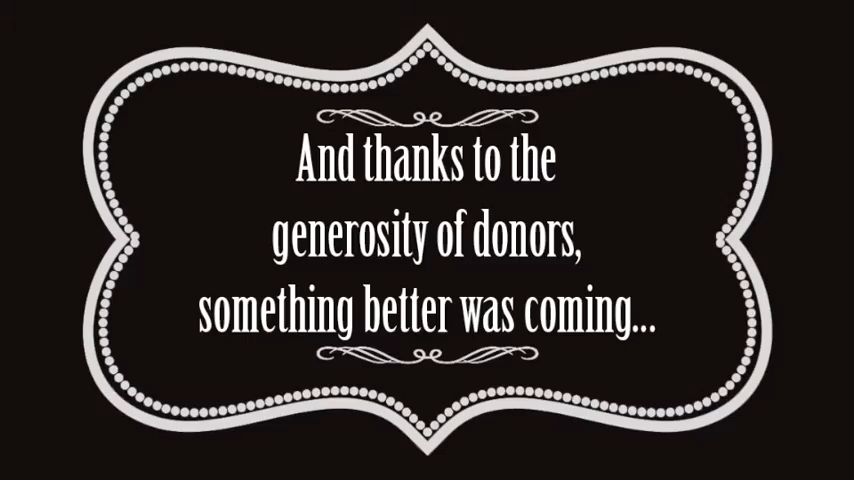 And thanks to the
generosity of donors,
something better was coming...